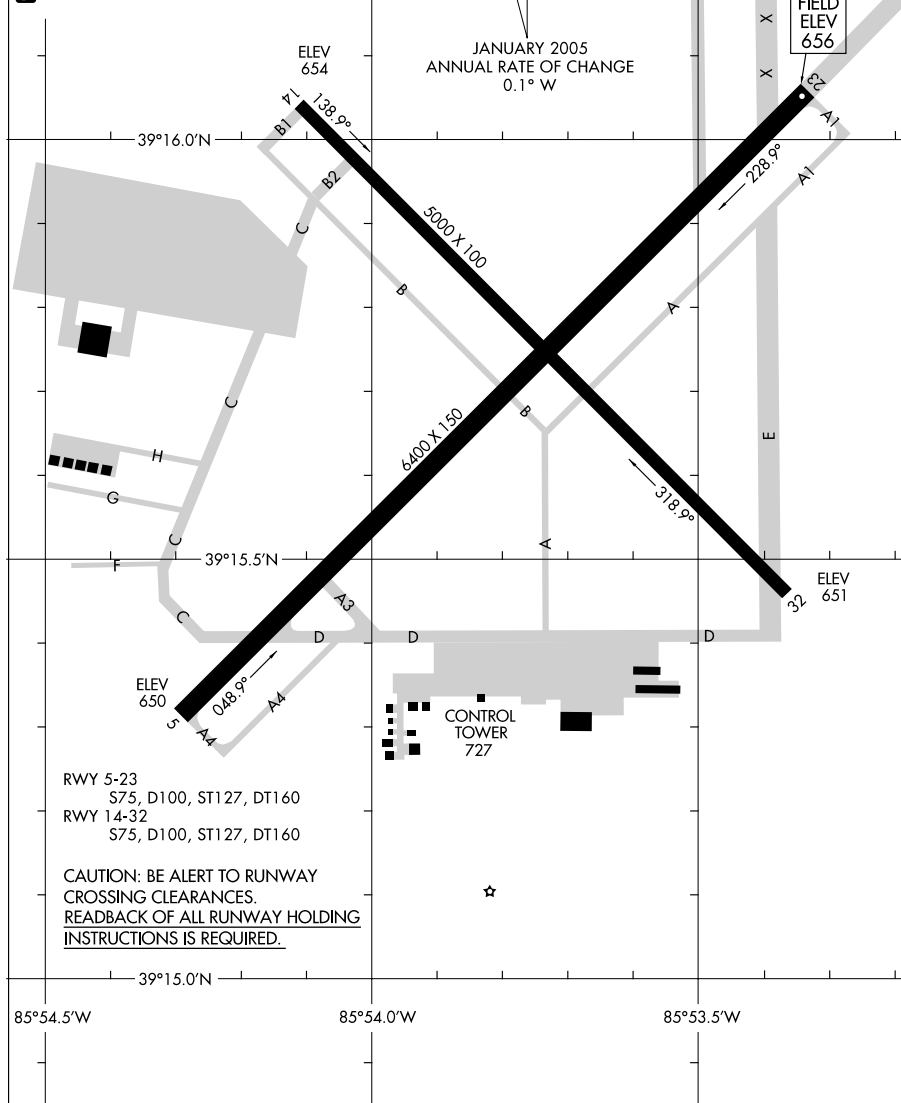 FIELD
ELEV
656
JANUARY 2005
ANNUAL RATE OF CHANGE
0.1° W
ELEV
654
14
138.9°
X
X
23
A1
A1
228.9°
39°16.0'N
B1
B2
C
5000 X 100
B
A
B
6400 X 150
C
E
H
G
318.9°
C
A
39°15.5'N
F
ELEV
651
32
A3
C
D
D
D
ELEV
650
048.9°
A4
5
A4
CONTROL
TOWER
727
RWY 5-23
S75, D100, ST127, DT160
RWY 14-32
S75, D100, ST127, DT160
CAUTION: BE ALERT TO RUNWAY
CROSSING CLEARANCES.
READBACK OF ALL RUNWAY HOLDING
INSTRUCTIONS IS REQUIRED.
39°15.0'N
85°54.5'W
85°54.0'W
85°53.5'W